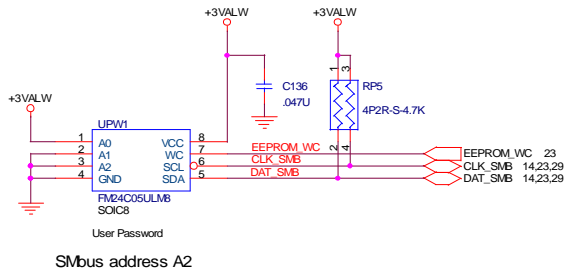 +3VALW
+3VALW
+3VALW
C136
.047U
1
3
RP5
4P2R-S-4.7K
2
4
UPW1
1 A0 VCC 8
2 A1 WC 7
3 A2 SCL 6
4 GND SDA 5
FM24C05ULM8
SOIC8
EEPROM_WC
CLK_SMB
DAT_SMB
EEPROM_WC 23
CLK_SMB 14,23,29
DAT_SMB 14,23,29
User Password
SMbus address A2